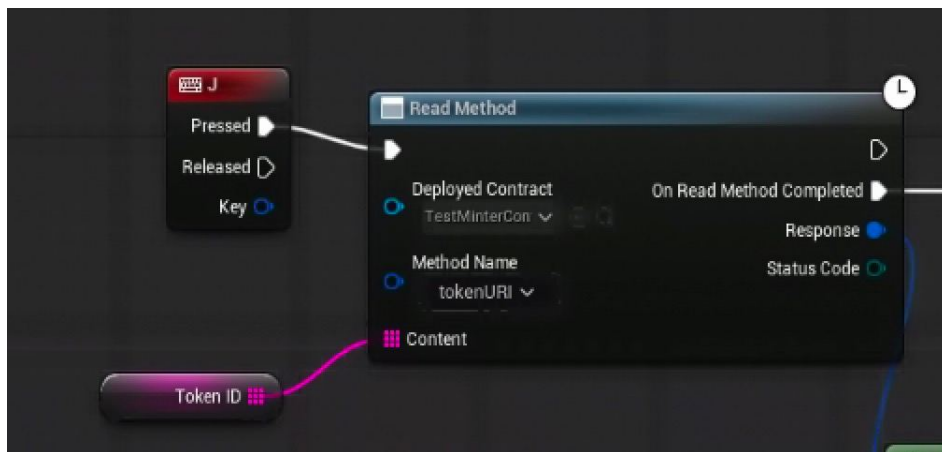 J
Pressed
Released
Key
Read Method
Deployed Contract
TestMinterCon
Method Name
tokenURI
Content
On Read Method Completed
Response
Status Code
Token ID